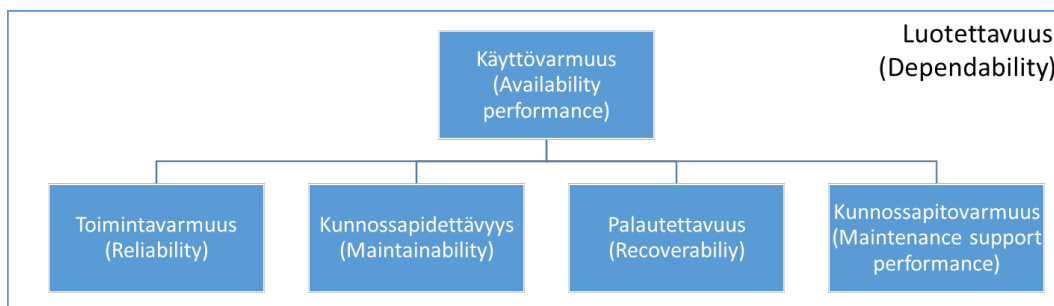 Luotettavuus
(Dependability)
Käyttövarmuus
(Availability
performance)
Toimintavarmuus
(Reliability)
Kunnossapidettävyys
(Maintainability)
Palautettavuus
(Recoverabiliy)
Kunnossapitovarmuus
(Maintenance support
performance)